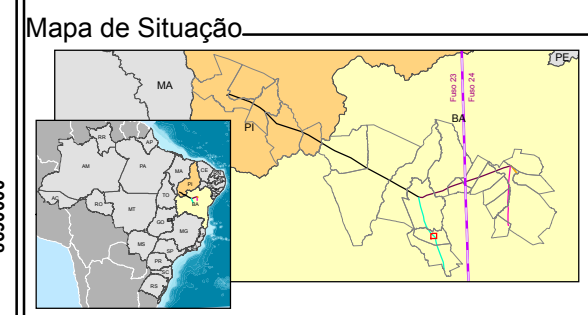 Mapa de Situação
MA
PI
BA
PE
Fuso 23
Fuso 24
RR
AP
AM
PA
MA
CE
PI
AC
RO
TO
BA
MT
GO
MG
MS
SP
PR
SC
RS